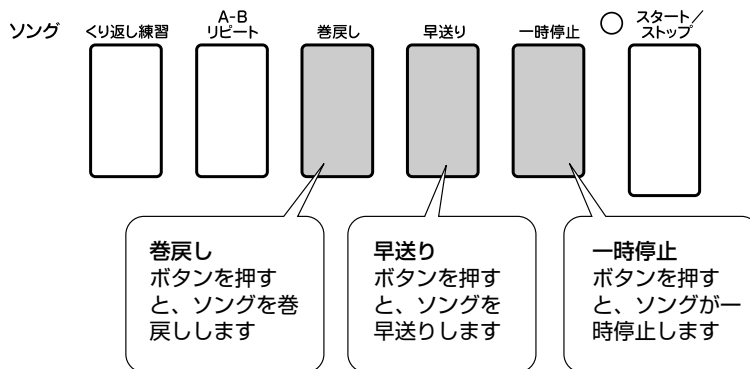 ソング
くり返し練習
A-B
リピート
巻戻し
早送り
一時停止
スタート／
ストップ
巻戻し
ボタンを押す
と、ソングを巻
戻しします
早送り
ボタンを押す
と、ソングを
早送りします
一時停止
ボタンを押す
と、ソングが一
時停止します